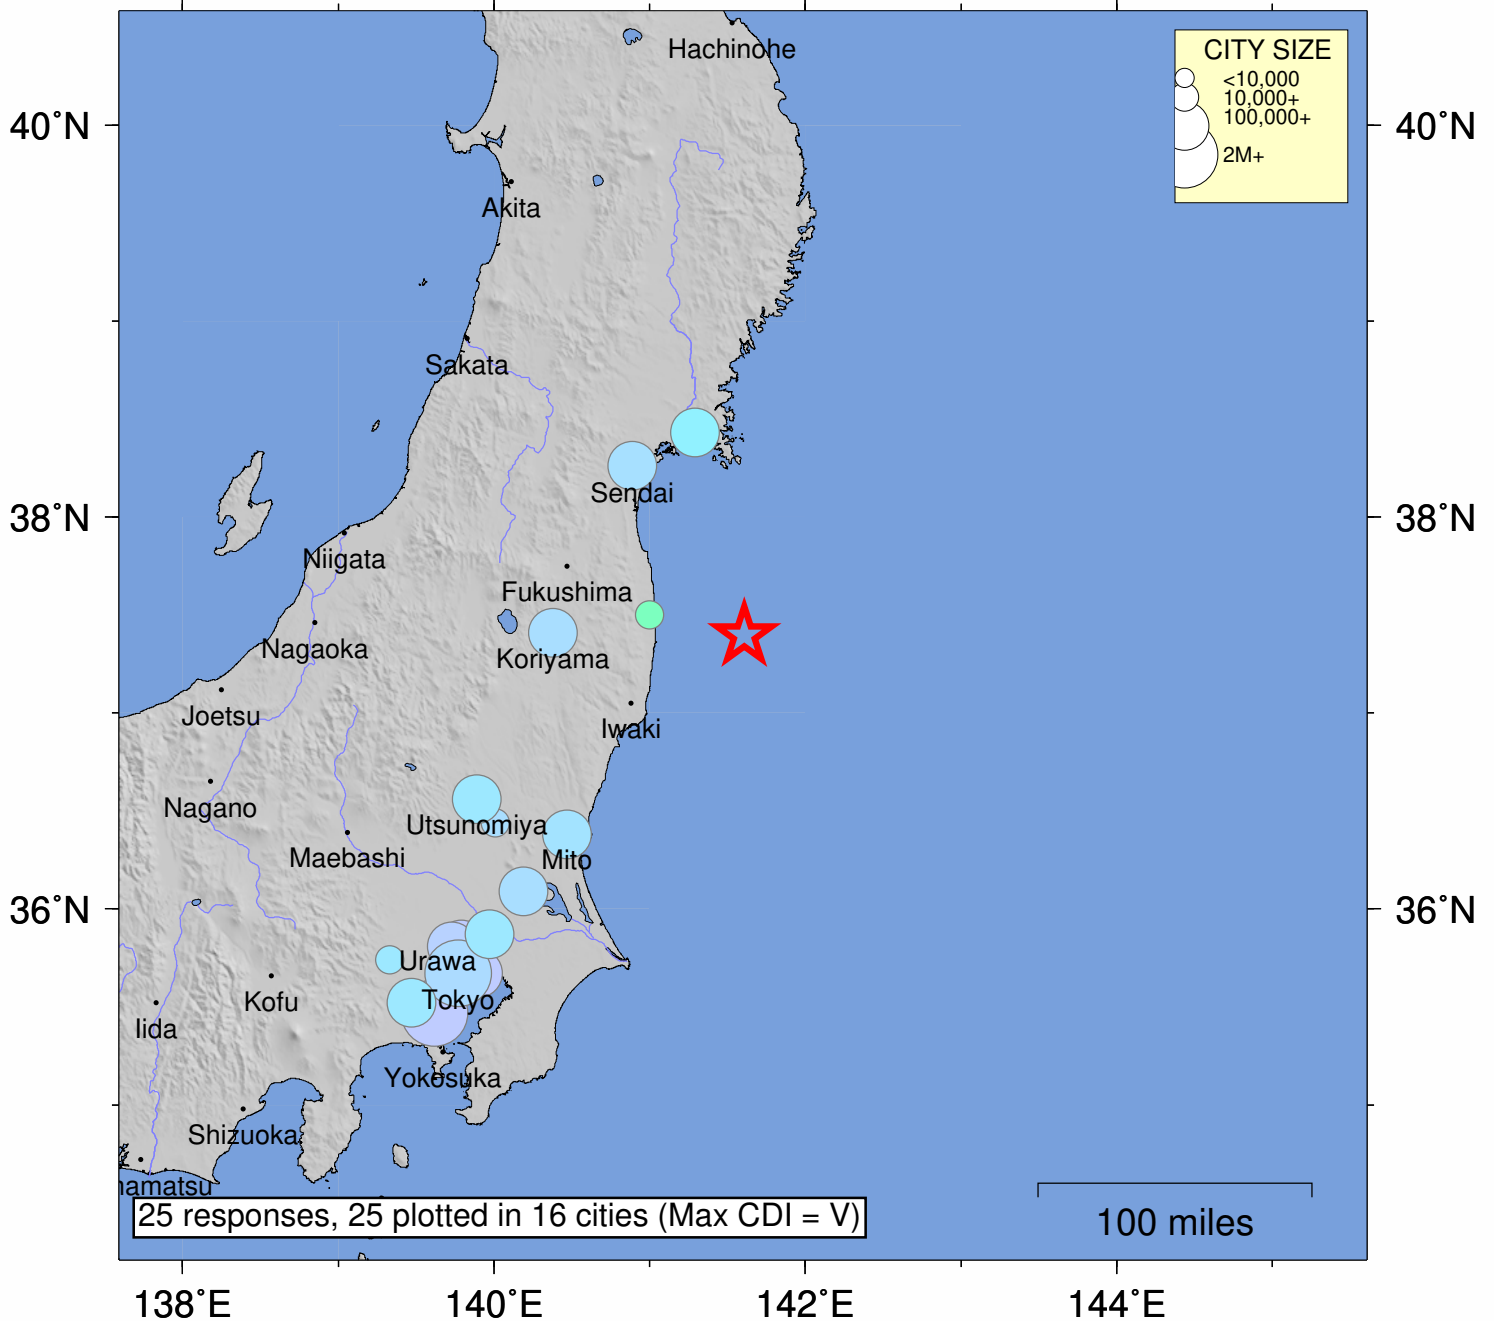 Hachinohe
CITY SIZE
<10,000
10,000+
100,000+
2M+
40˚N
40˚N
Akita
Sakata
Sendai
38˚N
38˚N
Niigata
Fukushima
Nagaoka
Koriyama
Joetsu
Iwaki
Nagano
Utsunomiya
Maebashi
Mito
36˚N
36˚N
Urawa
Kofu
Tokyo
Iida
Yokosuka
Shizuoka
namatsu
25 responses, 25 plotted in 16 cities (Max CDI = V)
100 miles
138˚E
140˚E
142˚E
144˚E